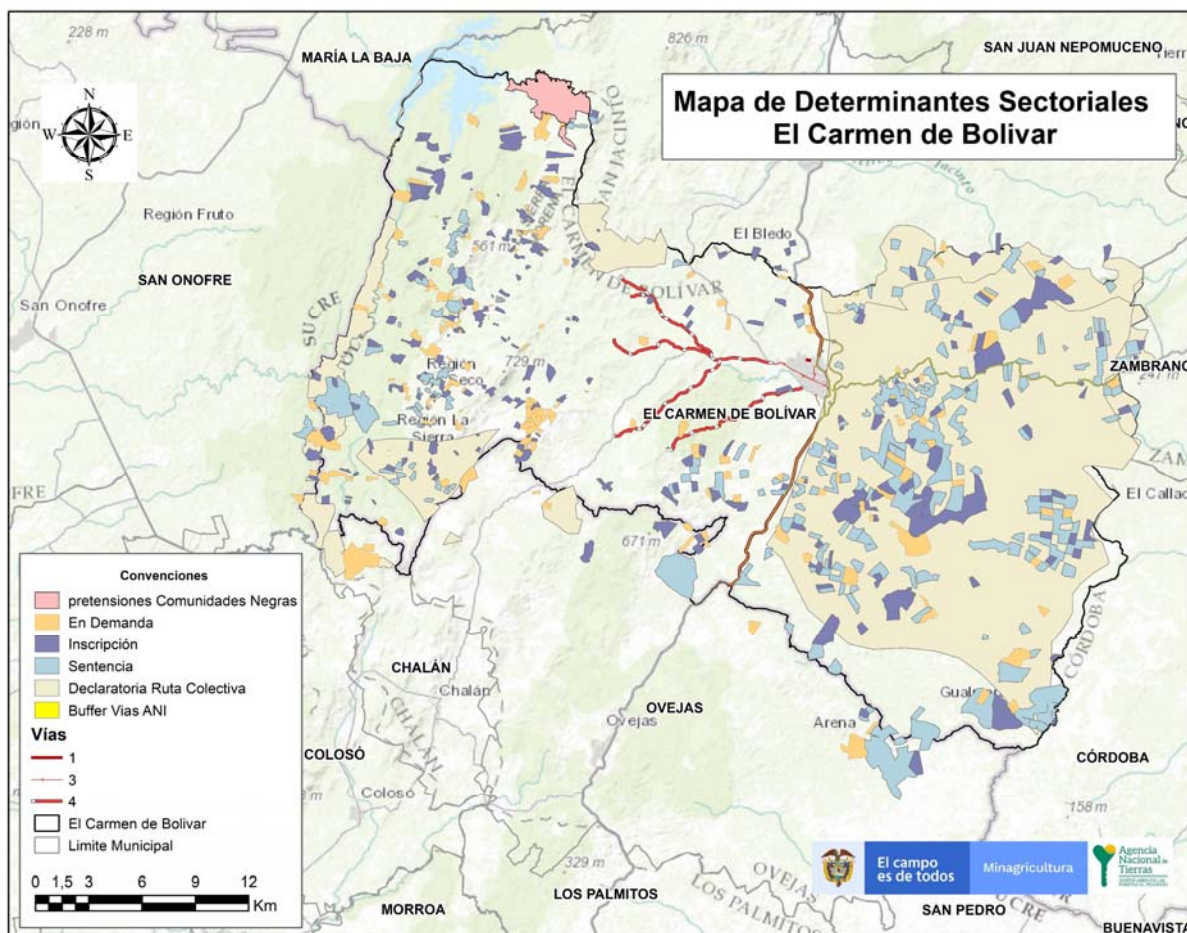 228 m
MARÍA LA BAJA
826 m
SAN JUAN NEPOMUCENO
Mapa de Determinantes Sectoriales
El Carmen de Bolivar
N
W E
S
Jacinto
SAN JACINTO
EL CARMEN DE BOLÍVAR
Región Fruto
El Bledo
561 m
SAN ONOFRE
San Onofre
SUCRE
729 m
Región
ZAMBRANO
247 m
EL CARMEN DE BOLÍVAR
Región La
Sierra
El Callao
671 m
CÓRDOBA
Convenciones
pretensiones Comunidades Negras
En Demanda
Inscripción
Sentencia
Declaratoria Ruta Colectiva
Buffer Vias ANI
Vías
1
3
4
El Carmen de Bolivar
Limite Municipal
0 1,5 3 6 9 12
Km
CHALÁN
Chalán
CHALÁN
OVEJAS
Ovejas
Arena
COLOSÓ
Colosó
CÓRDOBA
158 m
329 m
El campo
es de todos
Minagricultura
Agencia
Nacional de
Tierras
LOS PALMITOS
OVEJAS
LOS PALMITOS
MORROA
SAN PEDRO
SUCRE
BUENAVISTA